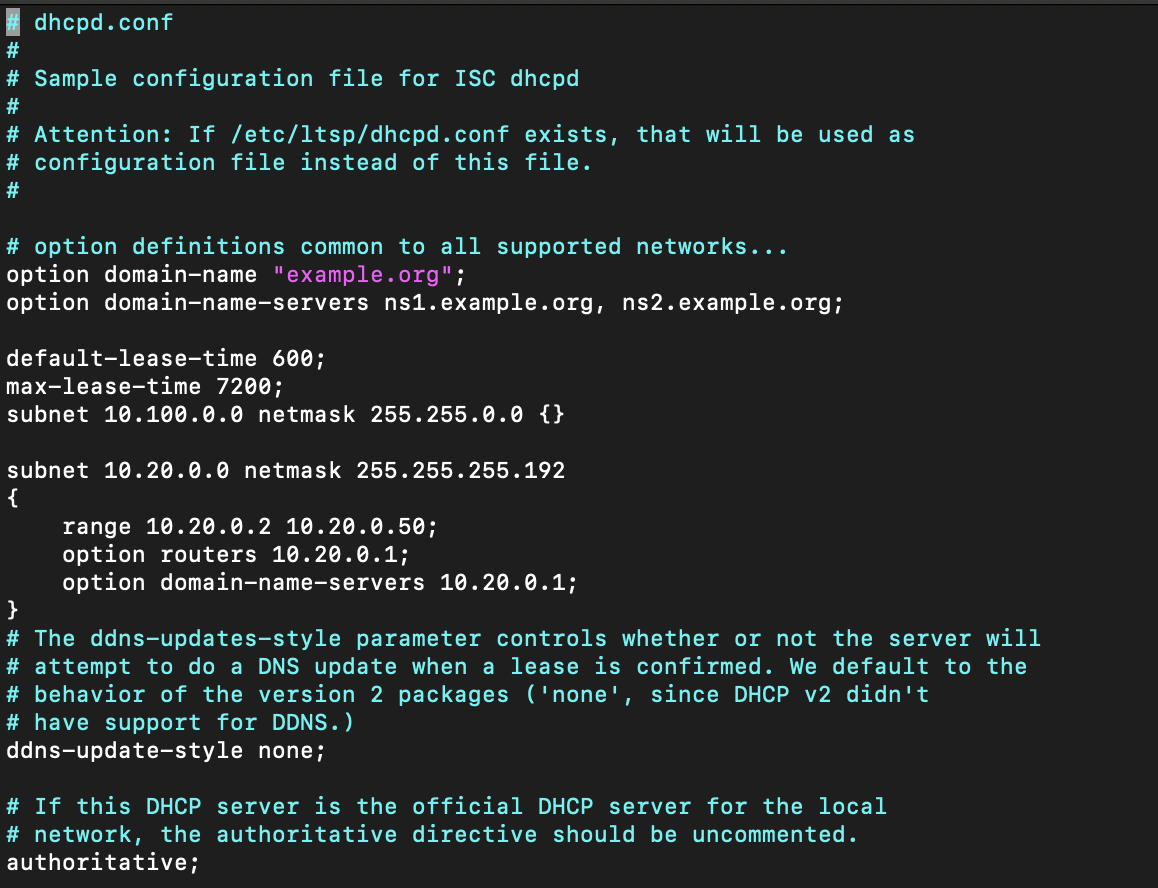 # dhcpd.conf
#
# Sample configuration file for ISC dhcpd
#
# Attention: If /etc/ltsp/dhcpd.conf exists, that will be used as
# configuration file instead of this file.
#

# option definitions common to all supported networks...
option domain-name "example.org";
option domain-name-servers ns1.example.org, ns2.example.org;

default-lease-time 600;
max-lease-time 7200;
subnet 10.100.0.0 netmask 255.255.0.0 {}

subnet 10.20.0.0 netmask 255.255.255.192
{
    range 10.20.0.2 10.20.0.50;
    option routers 10.20.0.1;
    option domain-name-servers 10.20.0.1;
}
# The ddns-updates-style parameter controls whether or not the server will
# attempt to do a DNS update when a lease is confirmed. We default to the
# behavior of the version 2 packages ('none', since DHCP v2 didn't
# have support for DDNS.)
ddns-update-style none;

# If this DHCP server is the official DHCP server for the local
# network, the authoritative directive should be uncommented.
authoritative;